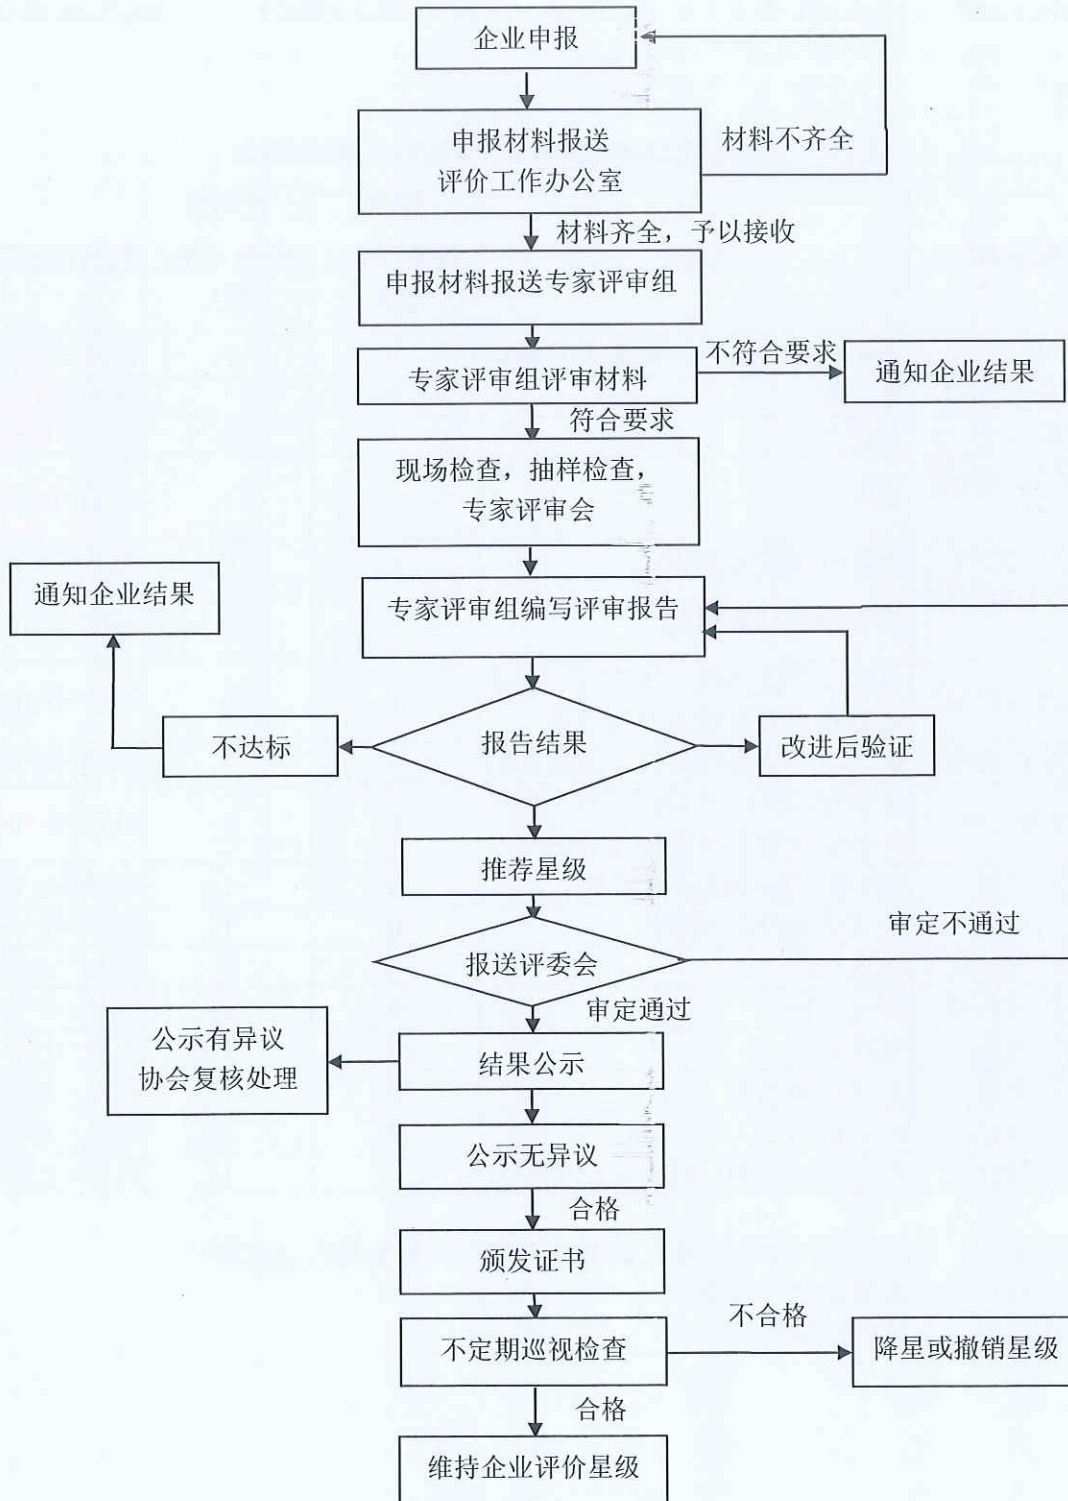 企业申报
申报材料报送
评价工作办公室
材料不齐全
材料齐全，予以接收
申报材料报送专家评审组
专家评审组评审材料
不符合要求
通知企业结果
符合要求
现场检查，抽样检查，
专家评审会
通知企业结果
专家评审组编写评审报告
不达标
报告结果
改进后验证
推荐星级
报送评委会
审定不通过
审定通过
公示有异议
协会复核处理
结果公示
公示无异议
合格
颁发证书
不定期巡视检查
不合格
降星或撤销星级
合格
维持企业评价星级